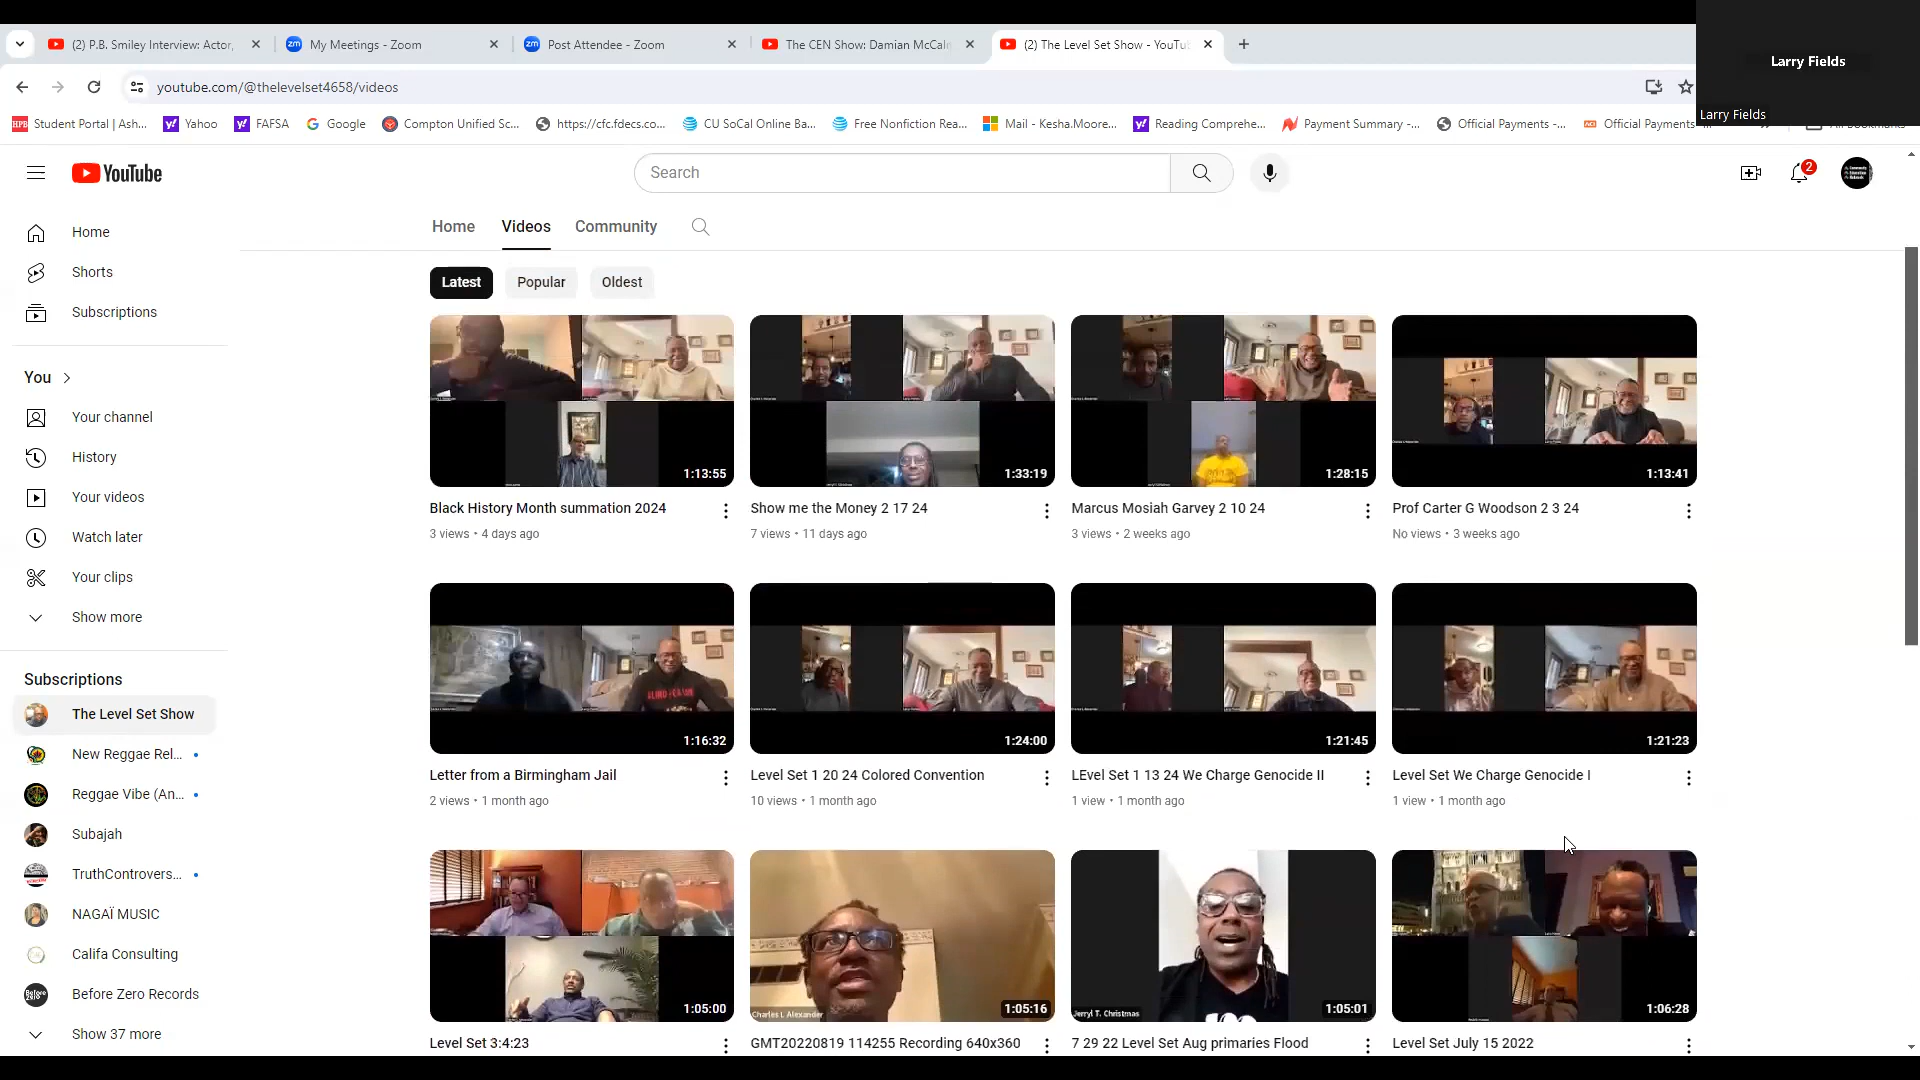 Larry Fields
Larry Fields
(2) P.B. Smiley Interview: Actor,
My Meetings - Zoom
Post Attendee - Zoom
The CEN Show: Damian McCal
(2) The Level Set Show - YouTu
youtube.com/@thelevelset4658/videos
Student Portal | Ash...
Yahoo
FAFSA
Google
Compton Unified Sc...
https://cfc.fdecs.co...
CU SoCal Online Ba...
Free Nonfiction Rea...
Mail - Kesha.Moore...
Reading Comprehe...
Payment Summary -...
Official Payments -...
Official Payments
YouTube
Search
2
Home
Videos
Community
Latest
Popular
Oldest
Home
Shorts
Subscriptions
You
Your channel
History
Your videos
Watch later
Your clips
Show more
Subscriptions
The Level Set Show
New Reggae Rel...
Reggae Vibe (An...
Subajah
TruthControvers...
NAGAÏ MUSIC
Califa Consulting
Before Zero Records
Show 37 more
1:13:55
1:33:19
1:28:15
1:13:41
Black History Month summation 2024
3 views • 4 days ago
Show me the Money 2 17 24
7 views • 11 days ago
Marcus Mosiah Garvey 2 10 24
3 views • 2 weeks ago
Prof Carter G Woodson 2 3 24
No views • 3 weeks ago
1:16:32
1:24:00
1:21:45
1:21:23
Letter from a Birmingham Jail
2 views • 1 month ago
Level Set 1 20 24 Colored Convention
10 views • 1 month ago
LEvel Set 1 13 24 We Charge Genocide II
1 view • 1 month ago
Level Set We Charge Genocide I
1 view • 1 month ago
1:05:00
Charles L Alexander
1:05:16
Jerryl T. Christmas
1:05:01
1:06:28
Level Set 3:4:23
GMT20220819 114255 Recording 640x360
7 29 22 Level Set Aug primaries Flood
Level Set July 15 2022